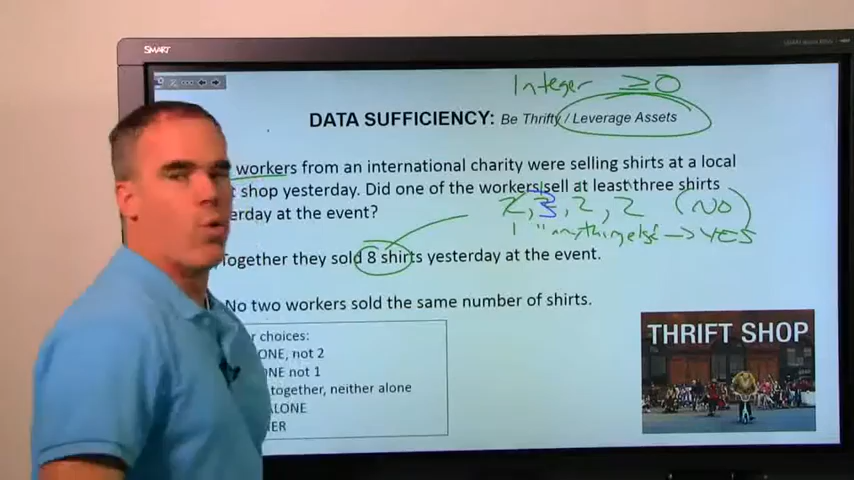 SMART
Integer ≥0
DATA SUFFICIENCY: Be Thrifty / Leverage Assets
workers from an international charity were selling shirts at a local
t shop yesterday. Did one of the workers sell at least three shirts
erday at the event?
2, 3, 2, 2 (NO)
1 " anything else → YES
Together they sold 8 shirts yesterday at the event.
No two workers sold the same number of shirts.
r choices:
ONE, not 2
ONE not 1
together, neither alone
ALONE
ER
THRIFT SHOP